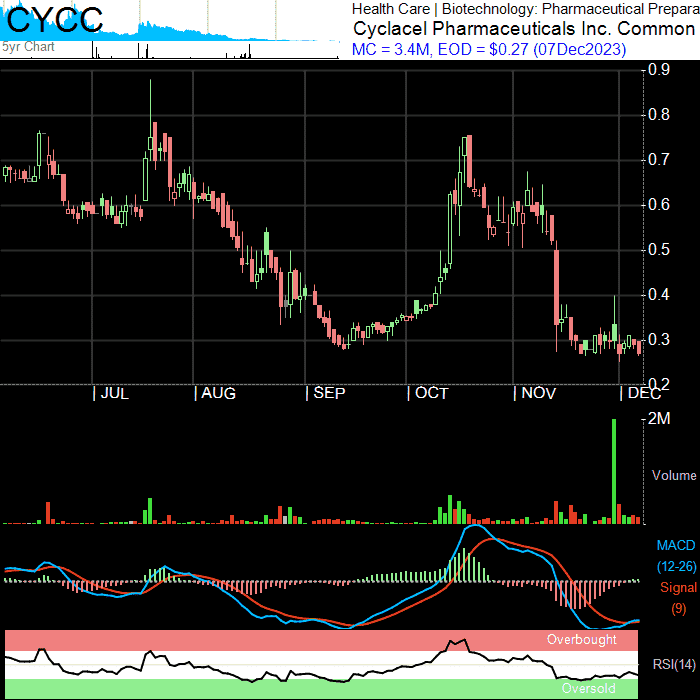 CYCC
5yr Chart
Health Care | Biotechnology: Pharmaceutical Prepara
Cyclacel Pharmaceuticals Inc. Common
MC = 3.4M, EOD = $0.27 (07Dec2023)
0.9
0.8
0.7
0.6
0.5
0.4
0.3
0.2
| JUL | AUG | SEP | OCT | NOV | DEC
2M
Volume
MACD
(12-26)
Signal
(9)
Overbought
RSI(14)
Oversold